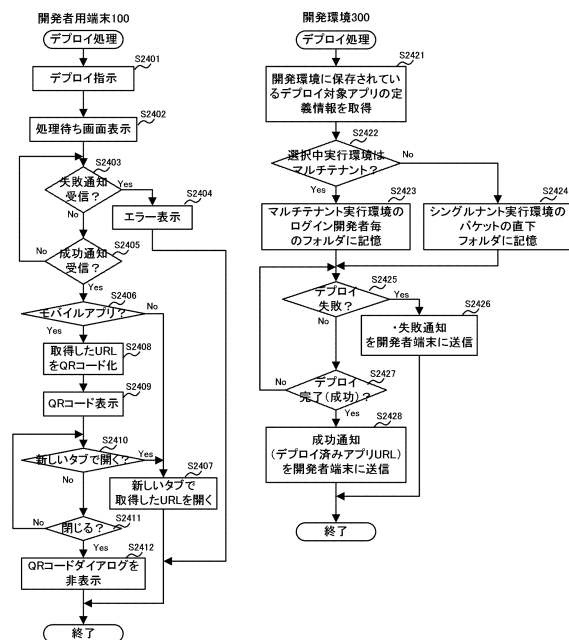 開発者用端末100
デプロイ処理
S2401
デプロイ指示
S2402
処理待ち画面表示
S2403
失敗通知
受信？
Yes
No
S2404
エラー表示
S2405
成功通知
受信？
No
Yes
S2406
モバイルアプリ？
No
Yes
S2408
取得したURL
をQRコード化
S2409
QRコード表示
S2410
新しいタブで開く？
Yes
No
S2407
新しいタブで
取得したURLを開く
S2411
閉じる？
No
Yes
S2412
QRコードダイアログを
非表示
終了
開発環境300
デプロイ処理
S2421
開発環境に保存されてい
るデプロイ対象アプリの定
義情報を取得
S2422
選択中実行環境は
マルチテナント？
No
Yes
S2423
マルチテナント実行環境の
ログイン開発者毎
のフォルダに記憶
S2424
シングルナント実行環境の
バケットの直下
フォルダに記憶
S2425
デプロイ
失敗？
Yes
No
S2426
・失敗通知
を開発者端末に送信
S2427
デプロイ
完了(成功)？
No
Yes
S2428
成功通知
(デプロイ済みアプリURL)
を開発者端末に送信
終了